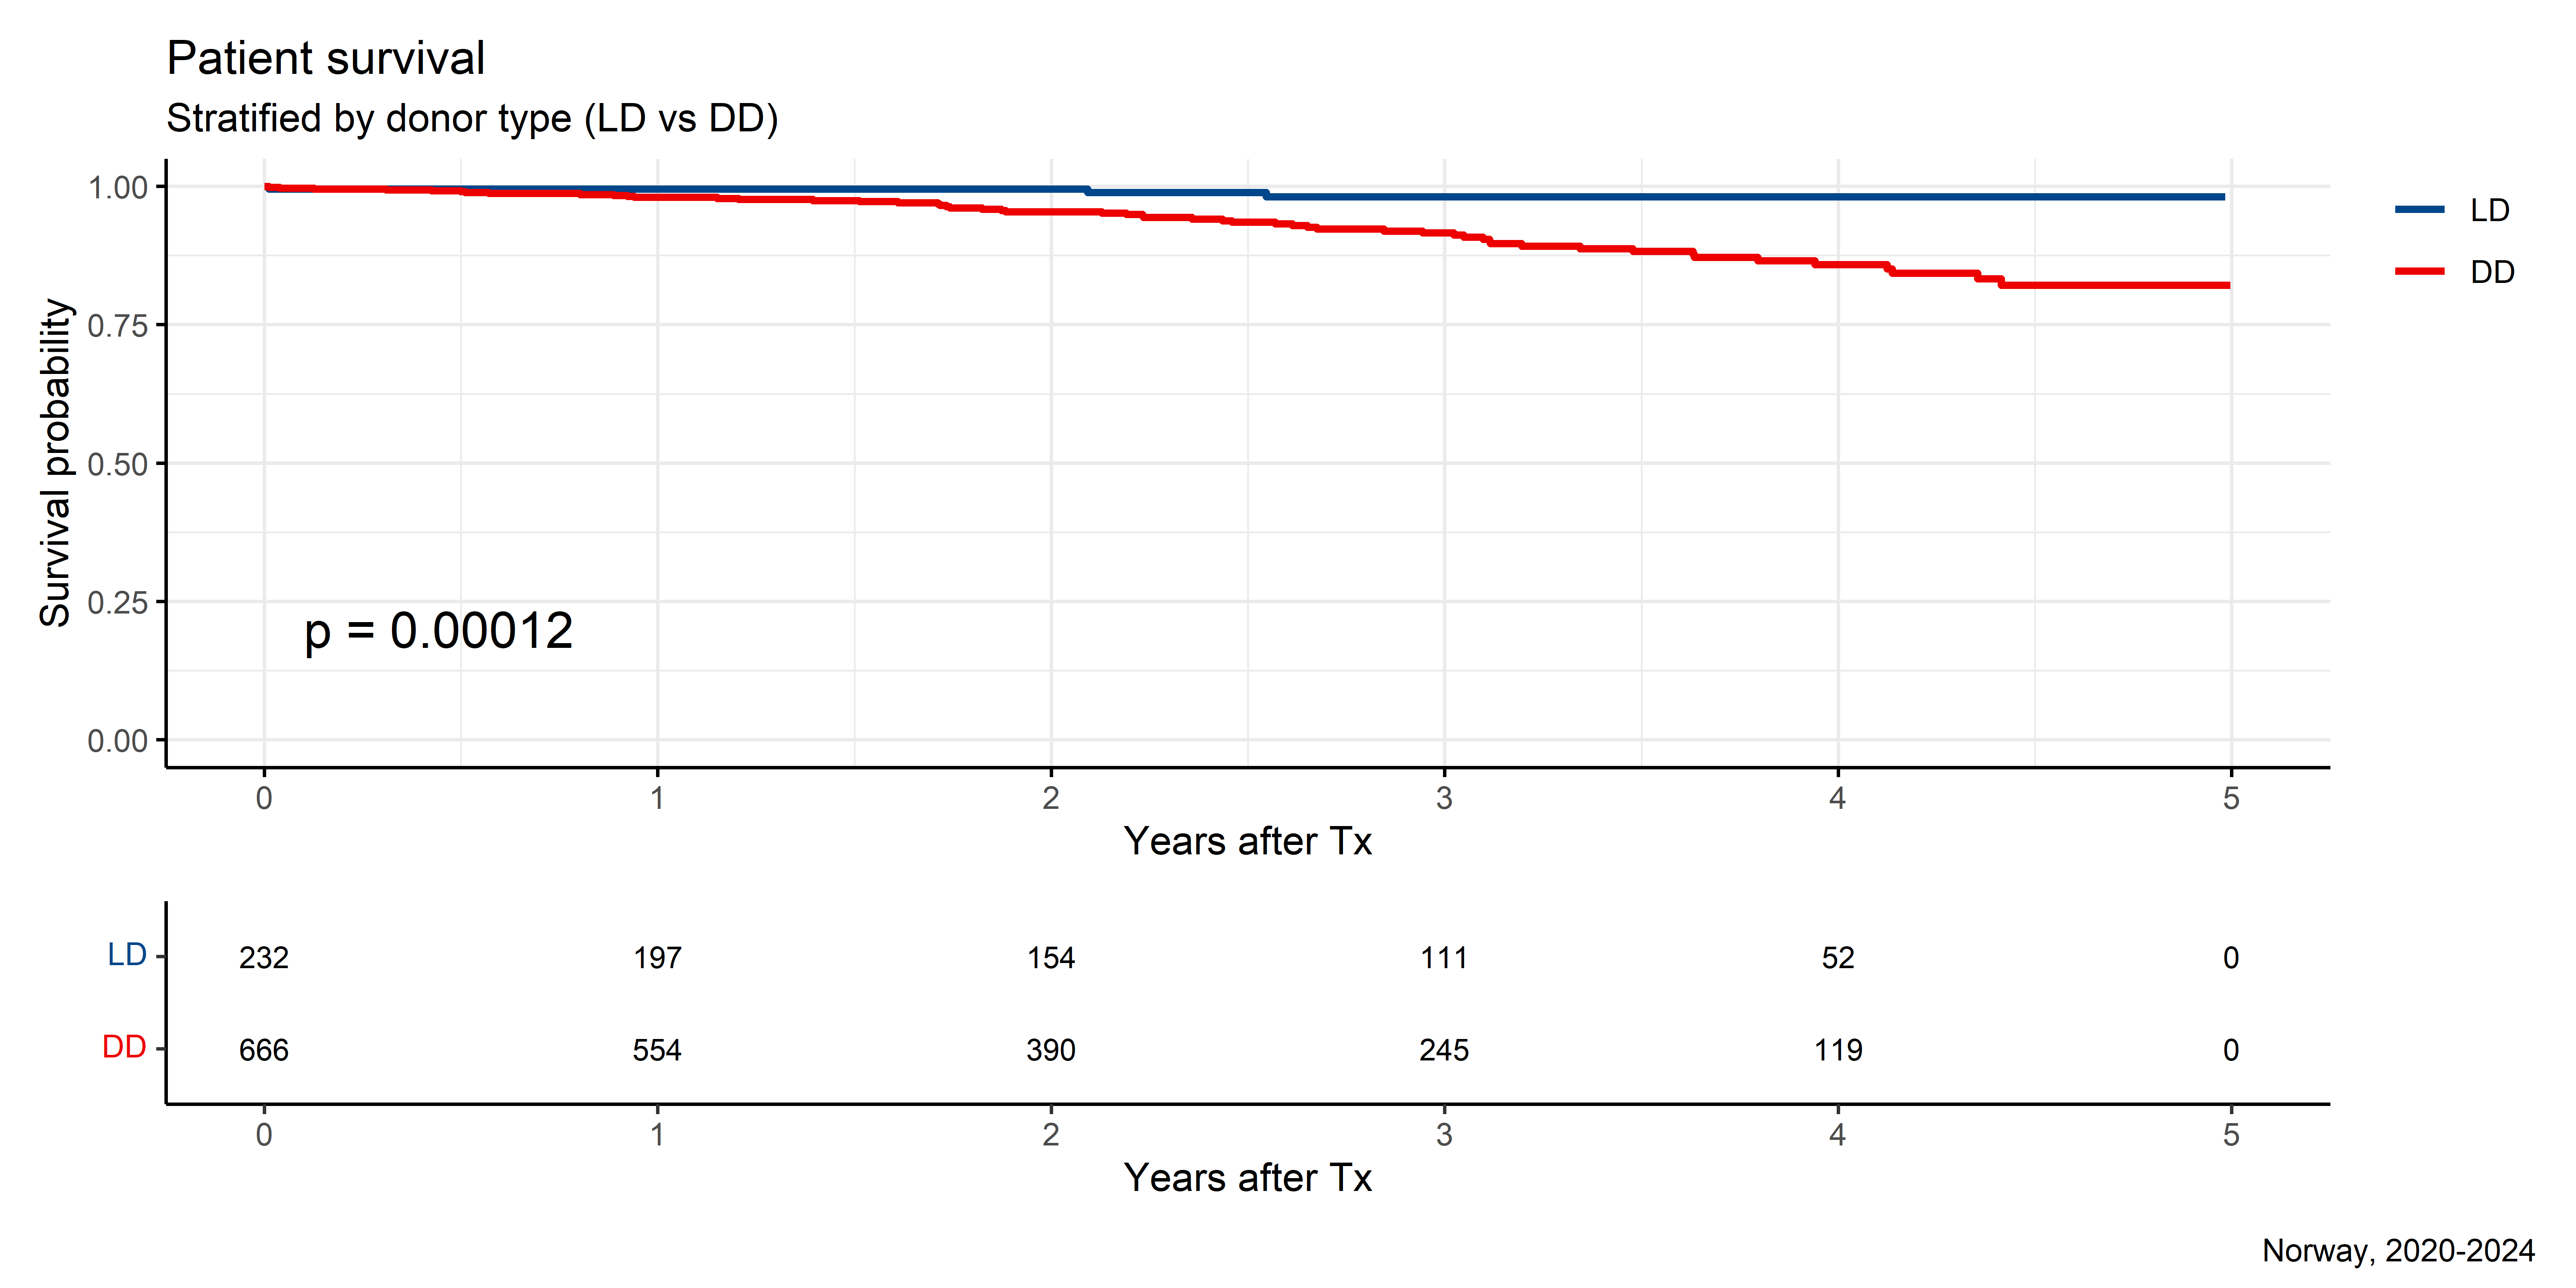 Patient survival
Stratified by donor type (LD vs DD)
1.00
0.75
0.50
0.25
0.00
Survival probability
p = 0.00012
LD
DD
0 1 2 3 4 5
Years after Tx
LD 232 197 154 111 52 0
DD 666 554 390 245 119 0
0 1 2 3 4 5
Years after Tx
Norway, 2020-2024